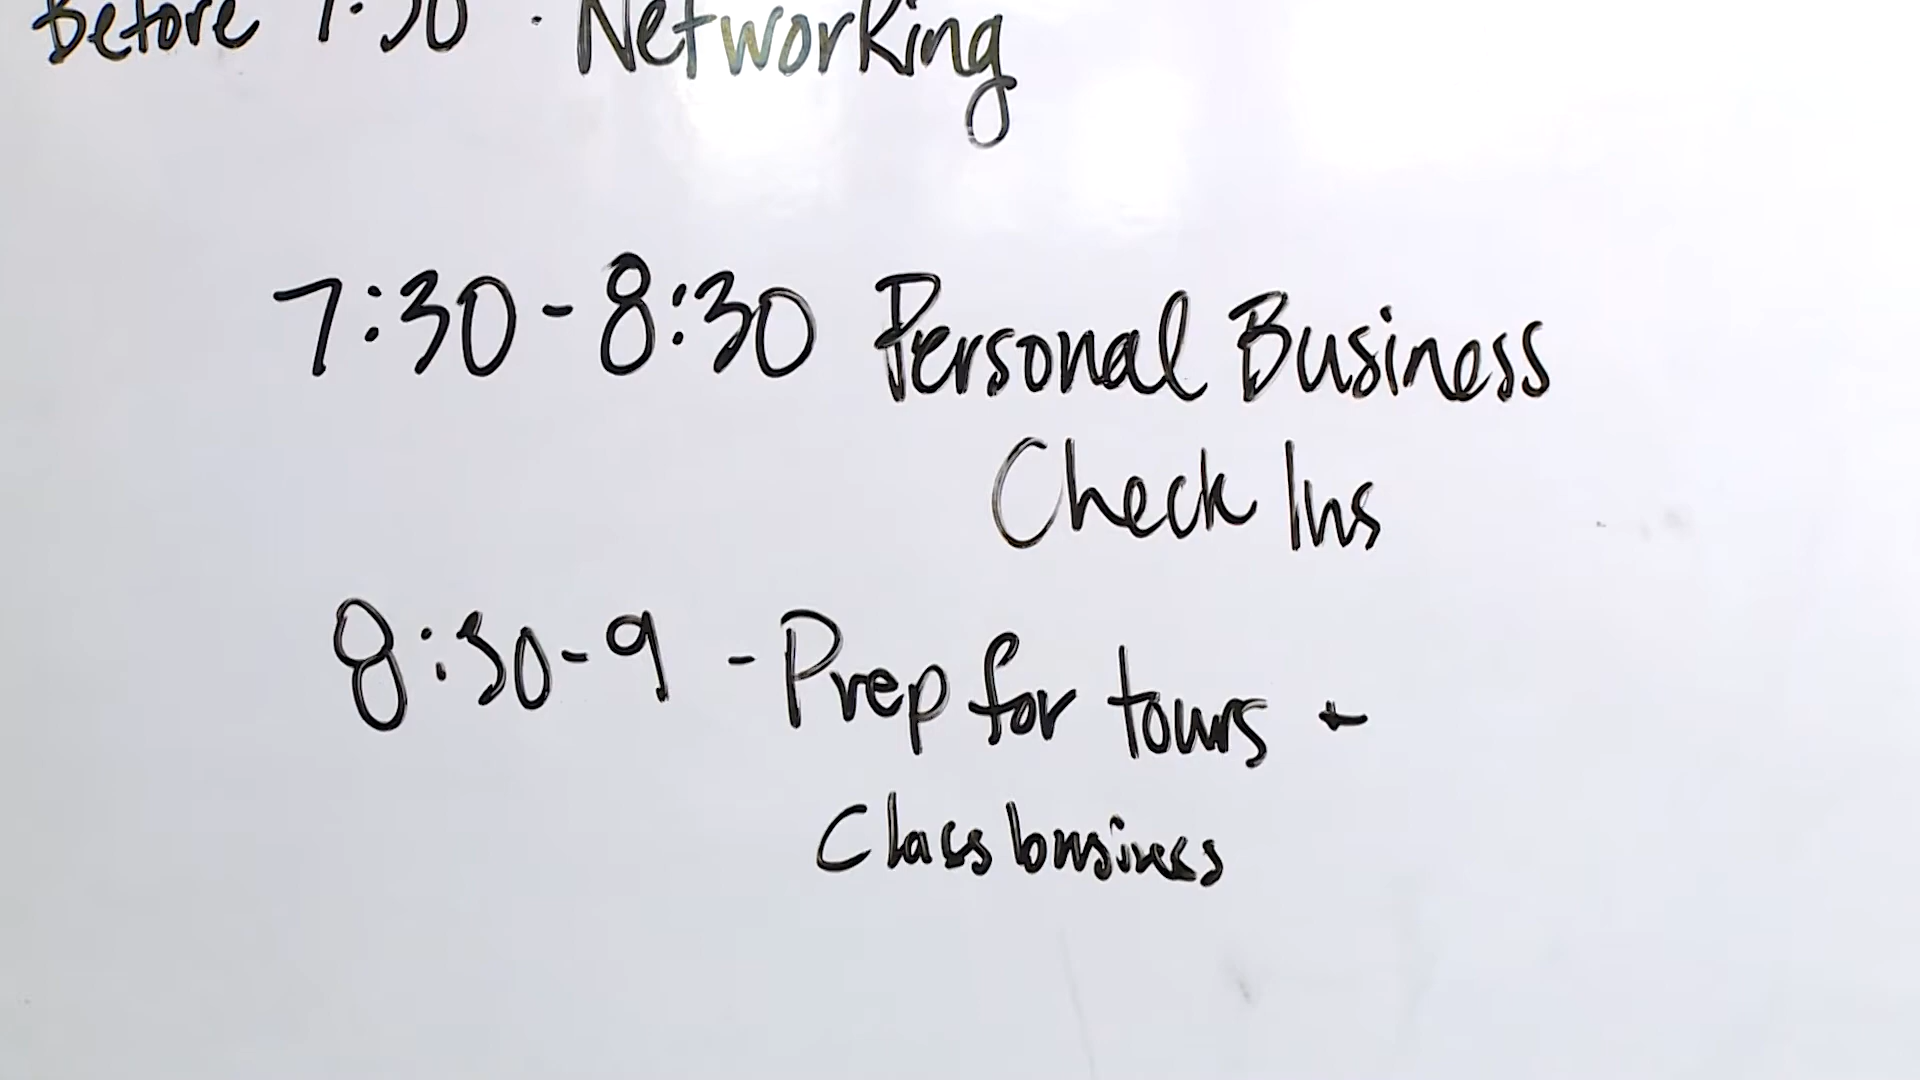 Before 7:30 · Networking
7:30-8:30 Personal Business
Check Ins
8:30-9 - Prep for tours +
Class business